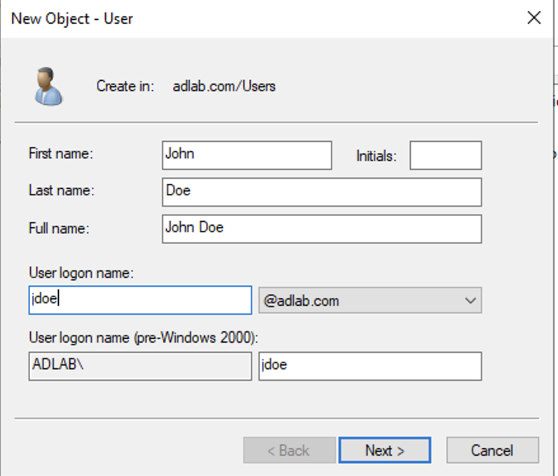 New Object - User
Create in: adlab.com/Users
First name: John Initials:
Last name: Doe
Full name: John Doe
User logon name:
jdoe @adlab.com
User logon name (pre-Windows 2000):
ADLAB\ jdoe
< Back Next > Cancel